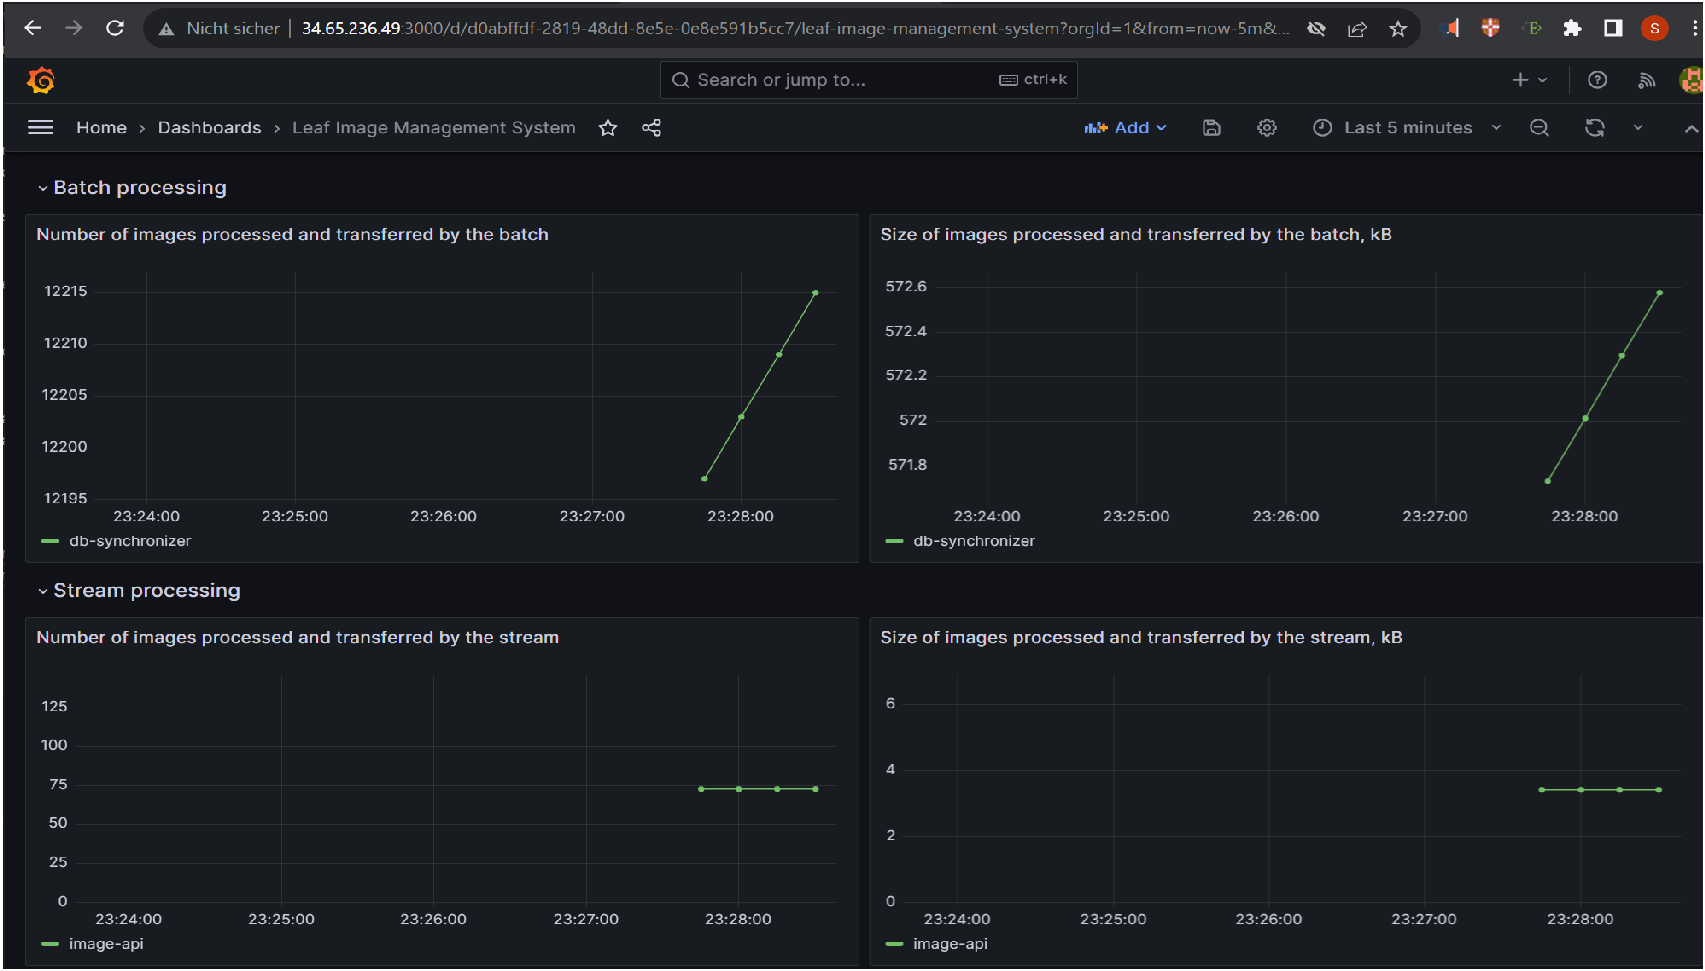 Nicht sicher 34.65.236.49:3000/d/d0abffdf-2819-48dd-8e5e-0e8e591b5cc7/leaf-image-management-system?orgId=1&from=now-5m&... S
Search or jump to... ctrl+k
Home › Dashboards › Leaf Image Management System Add Last 5 minutes
Batch processing
Number of images processed and transferred by the batch
12215
12210
12205
12200
12195
23:24:00 23:25:00 23:26:00 23:27:00 23:28:00
db-synchronizer
Size of images processed and transferred by the batch, kB
572.6
572.4
572.2
572
571.8
23:24:00 23:25:00 23:26:00 23:27:00 23:28:00
db-synchronizer
Stream processing
Number of images processed and transferred by the stream
125
100
75
50
25
0
23:24:00 23:25:00 23:26:00 23:27:00 23:28:00
image-api
Size of images processed and transferred by the stream, kB
6
4
2
0
23:24:00 23:25:00 23:26:00 23:27:00 23:28:00
image-api